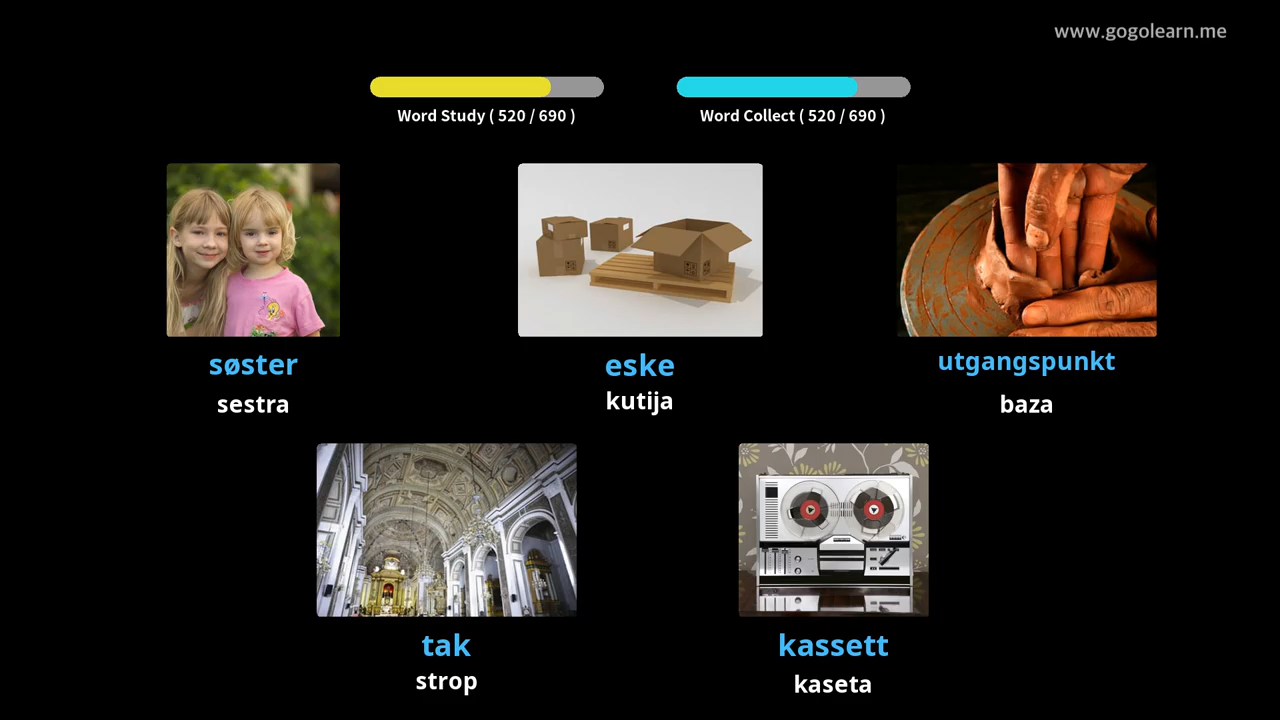 www.gogolearn.me
Word Study ( 520 / 690 )
Word Collect ( 520 / 690 )
søster
eske
utgangspunkt
sestra
kutija
baza
tak
kassett
strop
kaseta